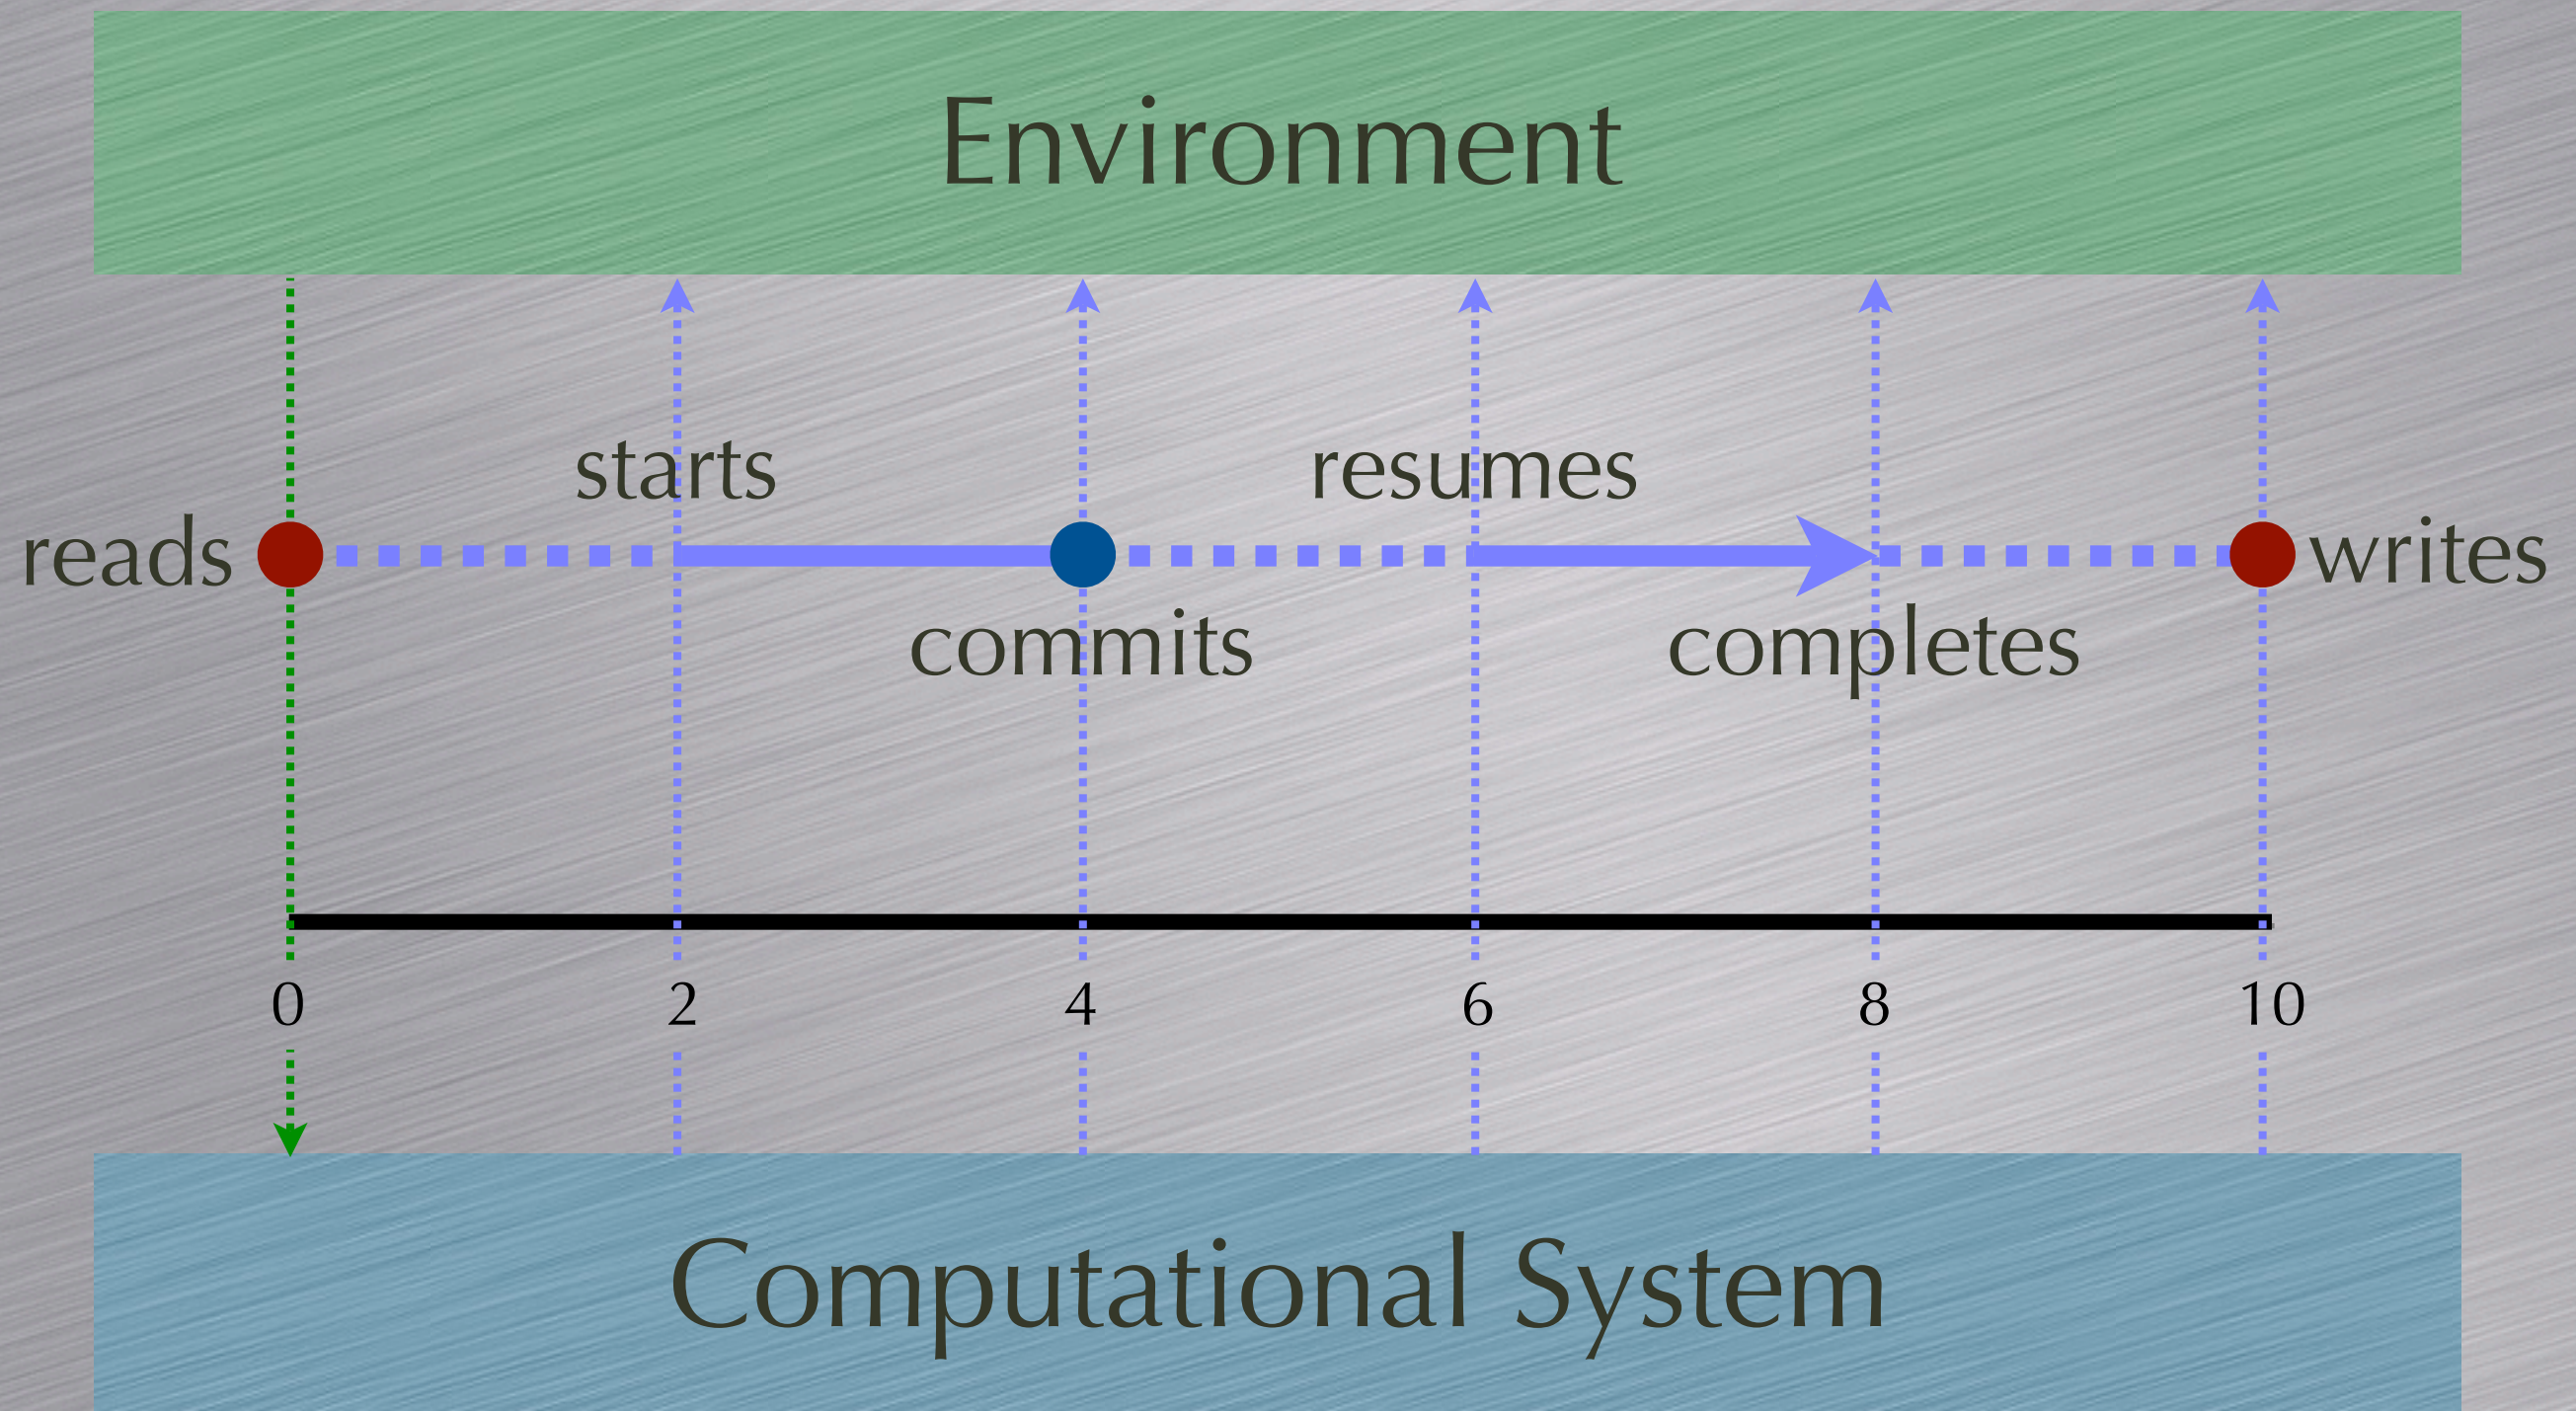 Environment
starts
resumes
reads
writes
commits
completes
0 2 4 6 8 10
Computational System